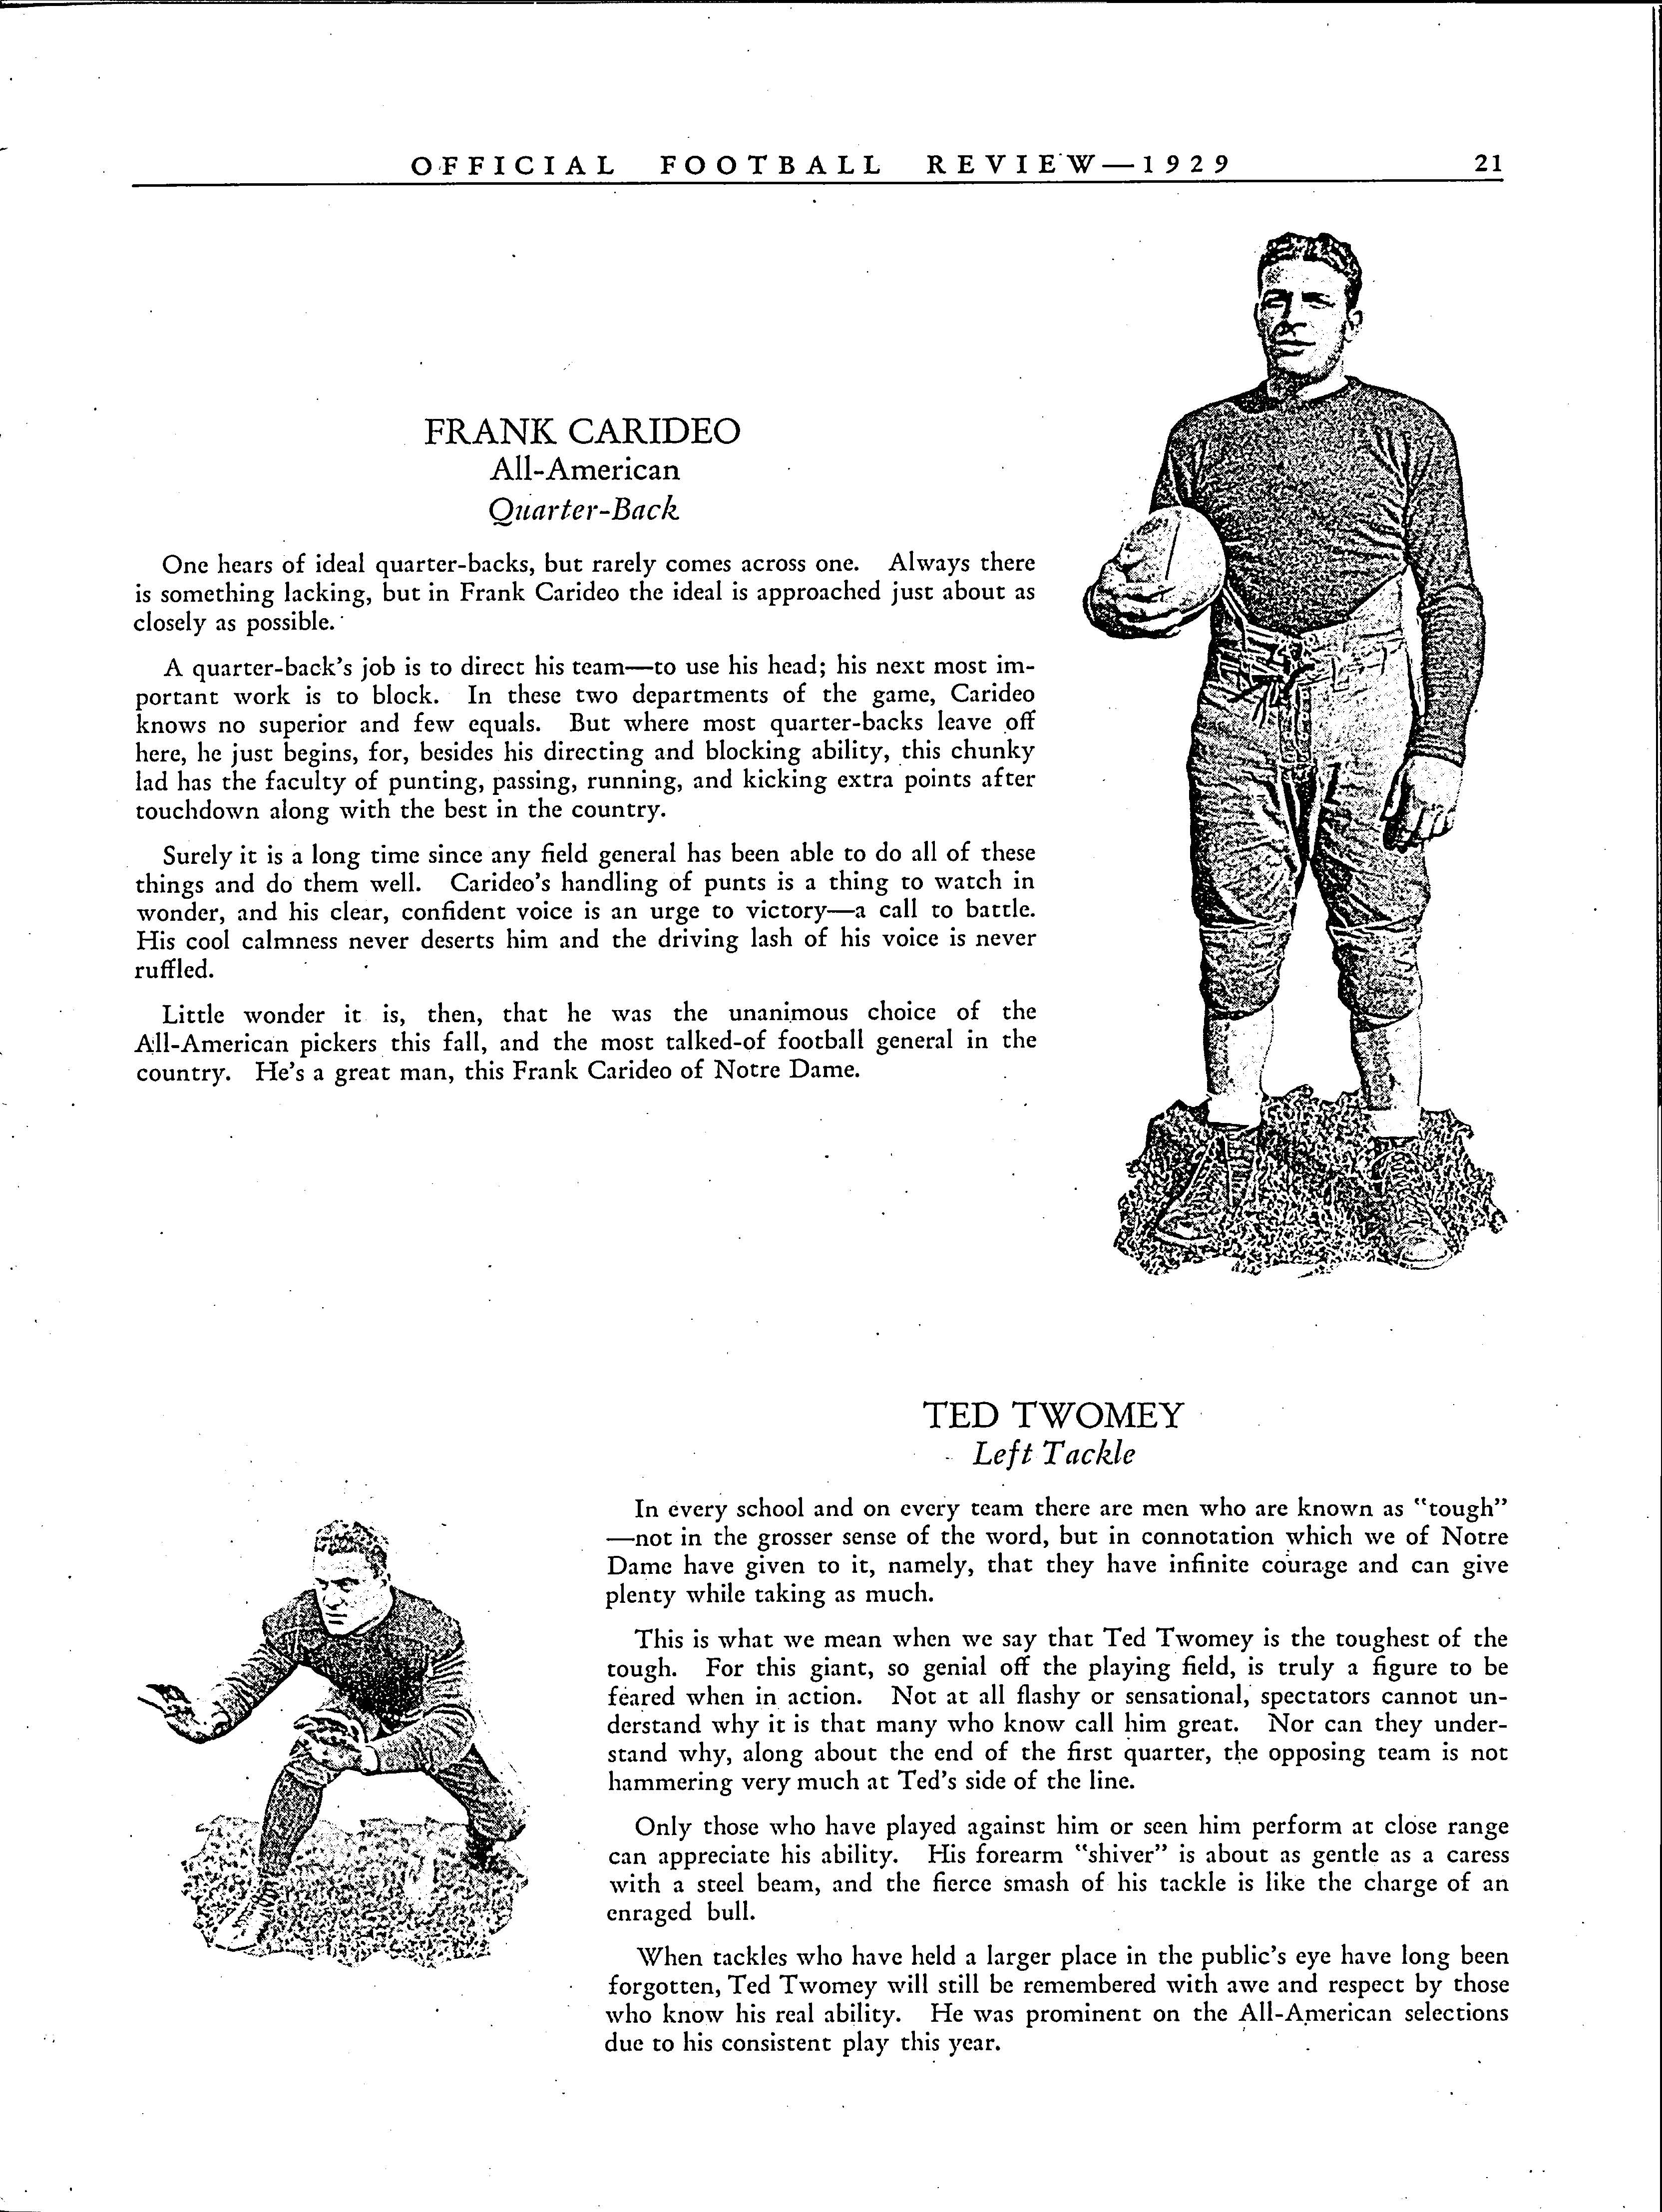 OFFICIAL FOOTBALL REVIEW—1929 21
FRANK CARIDEO
All-American
Quarter-Back
One hears of ideal quarter-backs, but rarely comes across one. Always there
is something lacking, but in Frank Carideo the ideal is approached just about as
closely as possible.
A quarter-back's job is to direct his team—to use his head; his next most im-
portant work is to block. In these two departments of the game, Carideo
knows no superior and few equals. But where most quarter-backs leave off
here, he just begins, for, besides his directing and blocking ability, this chunky
lad has the faculty of punting, passing, running, and kicking extra points after
touchdown along with the best in the country.
Surely it is a long time since any field general has been able to do all of these
things and do them well. Carideo's handling of punts is a thing to watch in
wonder, and his clear, confident voice is an urge to victory—a call to battle.
His cool calmness never deserts him and the driving lash of his voice is never
ruffled.
Little wonder it is, then, that he was the unanimous choice of the
All-American pickers this fall, and the most talked-of football general in the
country. He's a great man, this Frank Carideo of Notre Dame.
TED TWOMEY
Left Tackle
In every school and on every team there are men who are known as "tough"
—not in the grosser sense of the word, but in connotation which we of Notre
Dame have given to it, namely, that they have infinite courage and can give
plenty while taking as much.
This is what we mean when we say that Ted Twomey is the toughest of the
tough. For this giant, so genial off the playing field, is truly a figure to be
feared when in action. Not at all flashy or sensational, spectators cannot un-
derstand why it is that many who know call him great. Nor can they under-
stand why, along about the end of the first quarter, the opposing team is not
hammering very much at Ted's side of the line.
Only those who have played against him or seen him perform at close range
can appreciate his ability. His forearm "shiver" is about as gentle as a caress
with a steel beam, and the fierce smash of his tackle is like the charge of an
enraged bull.
When tackles who have held a larger place in the public's eye have long been
forgotten, Ted Twomey will still be remembered with awe and respect by those
who know his real ability. He was prominent on the All-American selections
due to his consistent play this year.